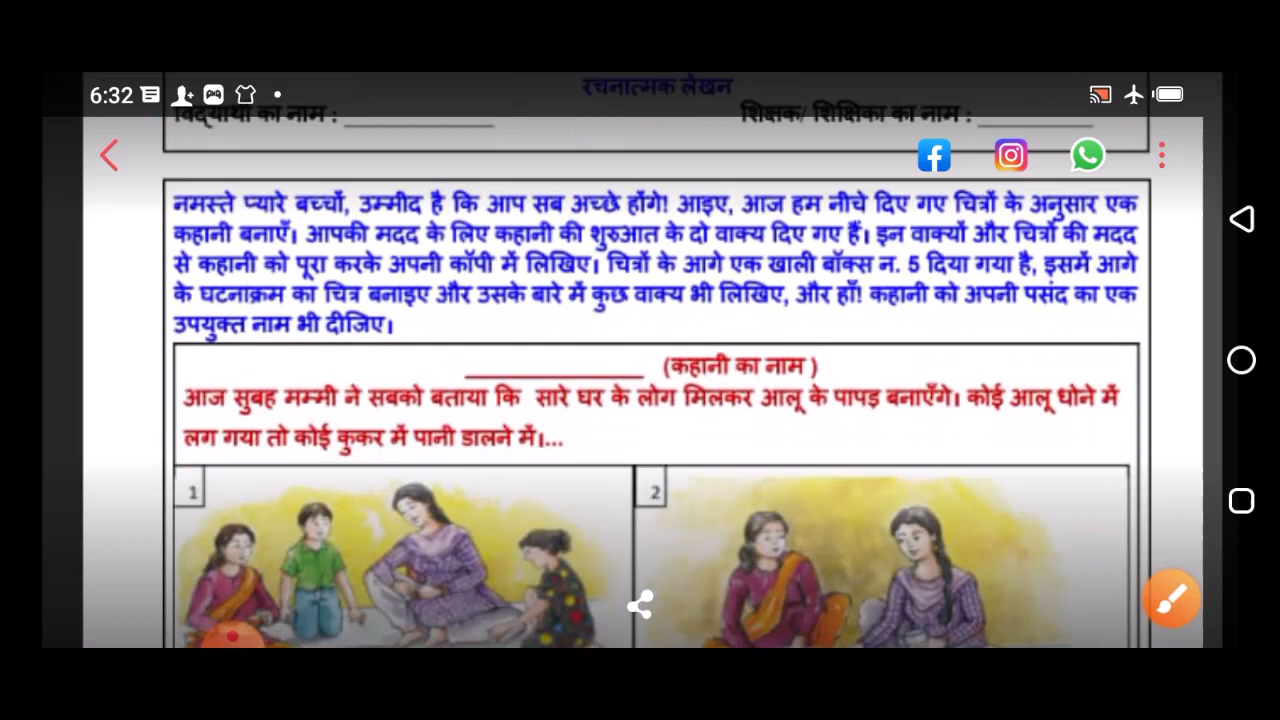 रचनात्मक लेखन
6:32
विद्यार्थी का नाम : ____________ शिक्षक/ शिक्षिका का नाम : __________
नमस्ते प्यारे बच्चों, उम्मीद है कि आप सब अच्छे होंगे! आइए, आज हम नीचे दिए गए चित्रों के अनुसार एक
कहानी बनाएँ। आपकी मदद के लिए कहानी की शुरुआत के दो वाक्य दिए गए हैं। इन वाक्यों और चित्रों की मदद
से कहानी को पूरा करके अपनी कॉपी में लिखिए। चित्रों के आगे एक खाली बॉक्स न. 5 दिया गया है, इसमें आगे
के घटनाक्रम का चित्र बनाइए और उसके बारे में कुछ वाक्य भी लिखिए, और हाँ! कहानी को अपनी पसंद का एक
उपयुक्त नाम भी दीजिए।
_______________ (कहानी का नाम )
आज सुबह मम्मी ने सबको बताया कि सारे घर के लोग मिलकर आलू के पापड़ बनाएँगे। कोई आलू धोने में
लग गया तो कोई कुकर में पानी डालने में।...
1
2